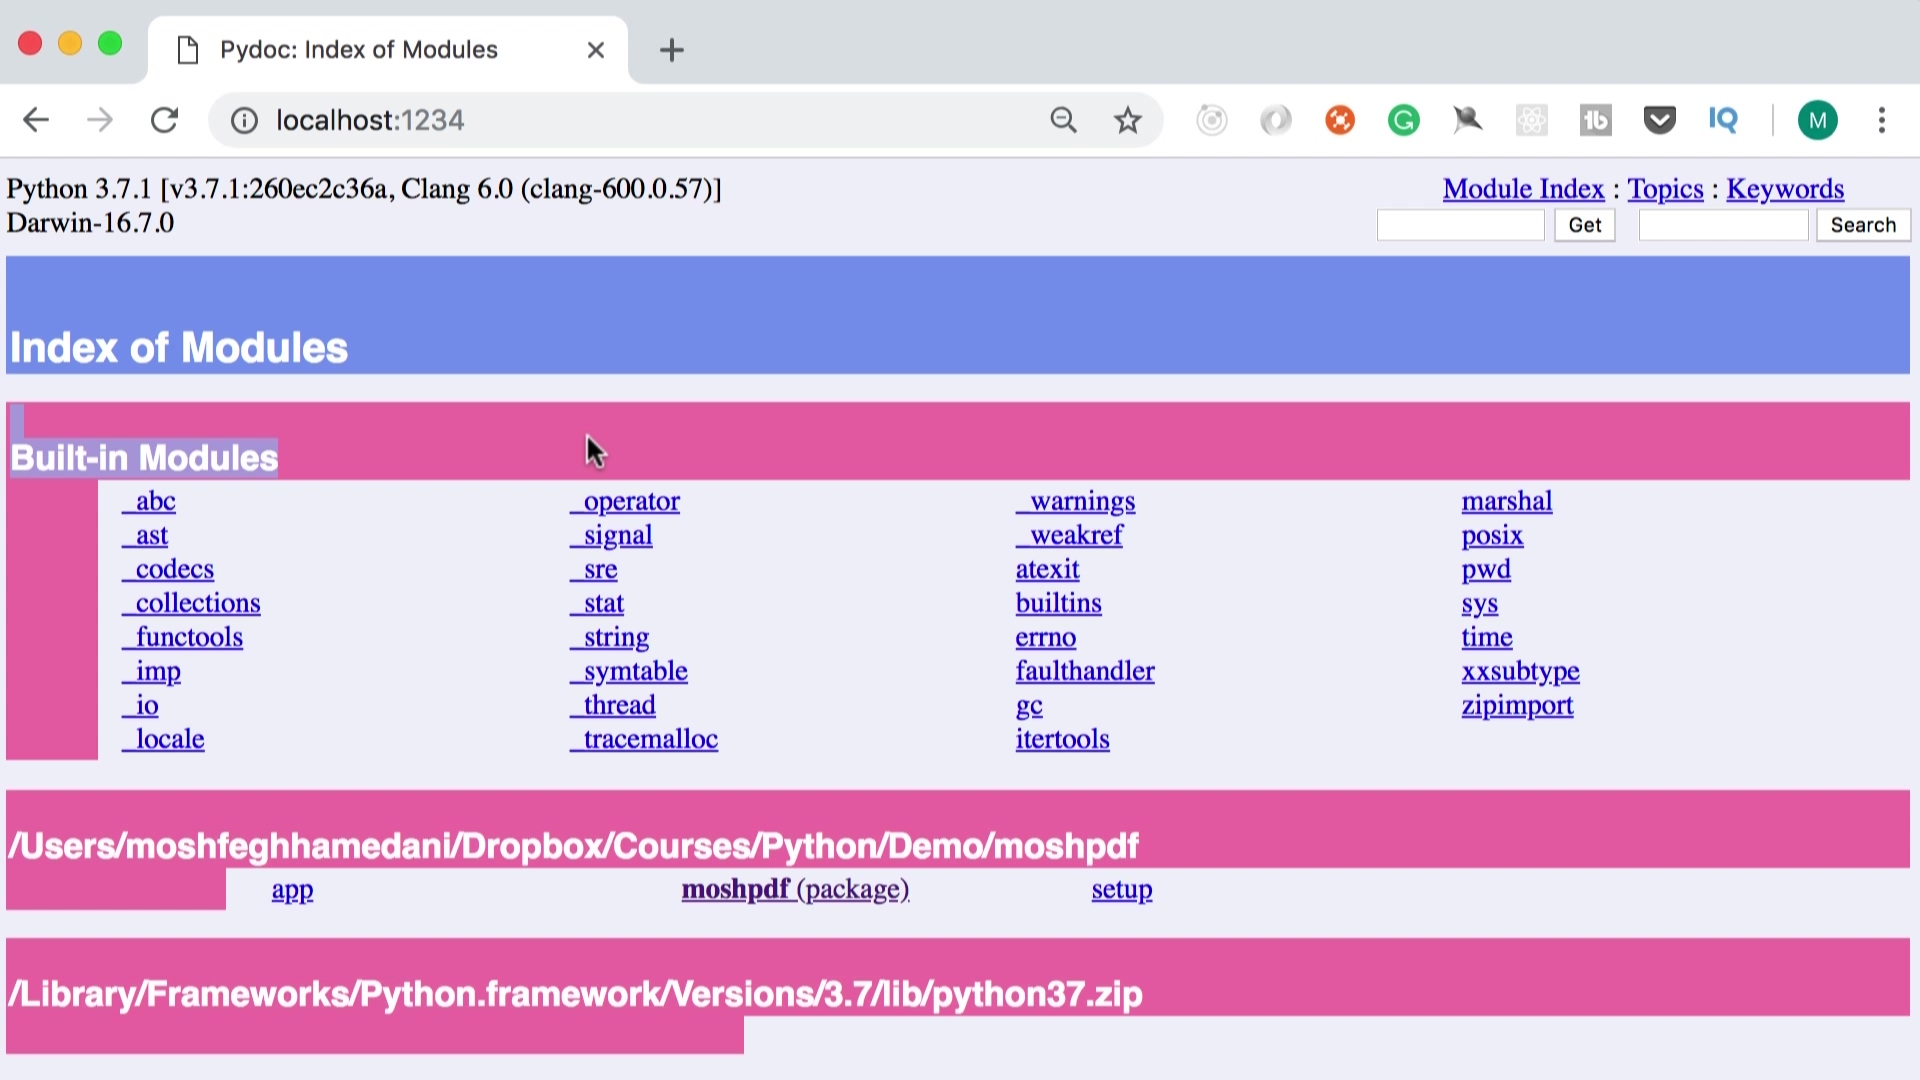 Pydoc: Index of Modules
localhost:1234
IQ
M
Python 3.7.1 [v3.7.1:260ec2c36a, Clang 6.0 (clang-600.0.57)]
Darwin-16.7.0
Module Index : Topics : Keywords
Get Search
Index of Modules
Built-in Modules
_abc _operator _warnings marshal
_ast _signal _weakref posix
_codecs _sre atexit pwd
_collections _stat builtins sys
_functools _string errno time
_imp _symtable faulthandler xxsubtype
_io _thread gc zipimport
_locale _tracemalloc itertools
/Users/moshfeghhamedani/Dropbox/Courses/Python/Demo/moshpdf
app moshpdf (package) setup
/Library/Frameworks/Python.framework/Versions/3.7/lib/python37.zip